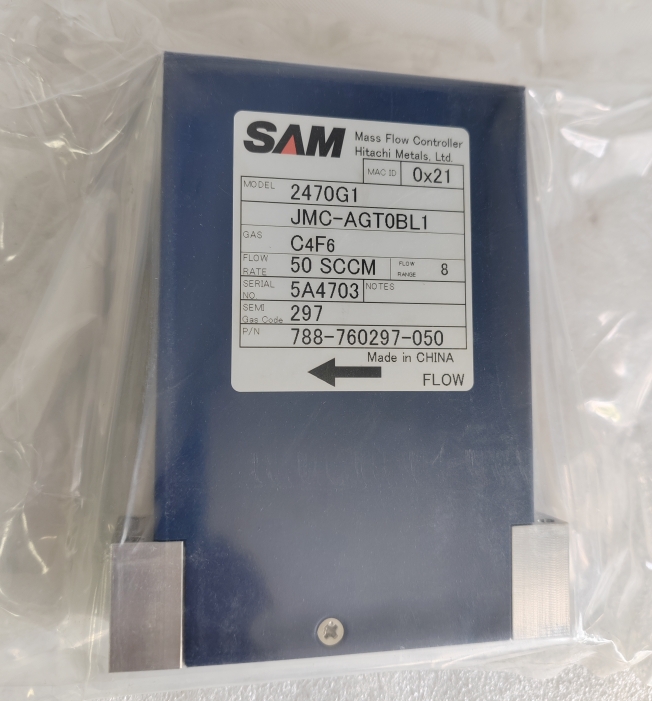 SAM
Mass Flow Controller
Hitachi Metals, Ltd.
MAC ID 0x21
MODEL 2470G1
JMC-AGT0BL1
GAS C4F6
FLOW RATE 50 SCCM FLOW RANGE 8
SERIAL NO. 5A4703 NOTES
SEMI Gas Code 297
P/N 788-760297-050
Made in CHINA
FLOW